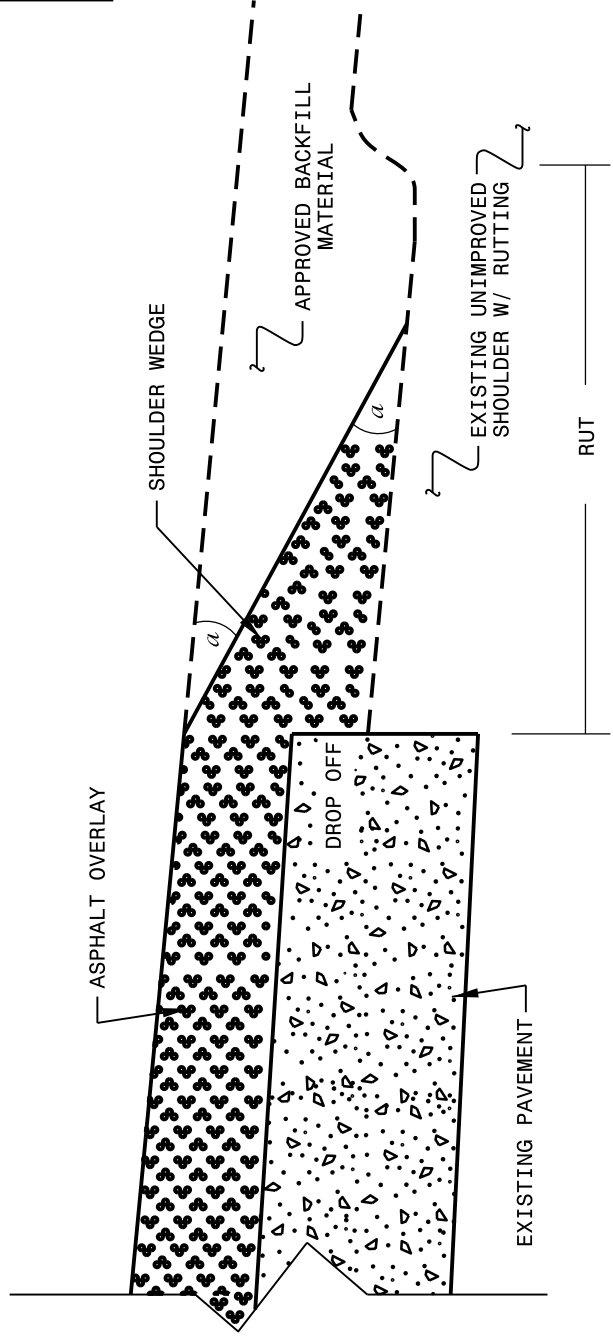 APPROVED BACKFILL
MATERIAL
SHOULDER WEDGE
EXISTING UNIMPROVED
SHOULDER W/ RUTTING
RUT
a
a
ASPHALT OVERLAY
DROP OFF
EXISTING PAVEMENT